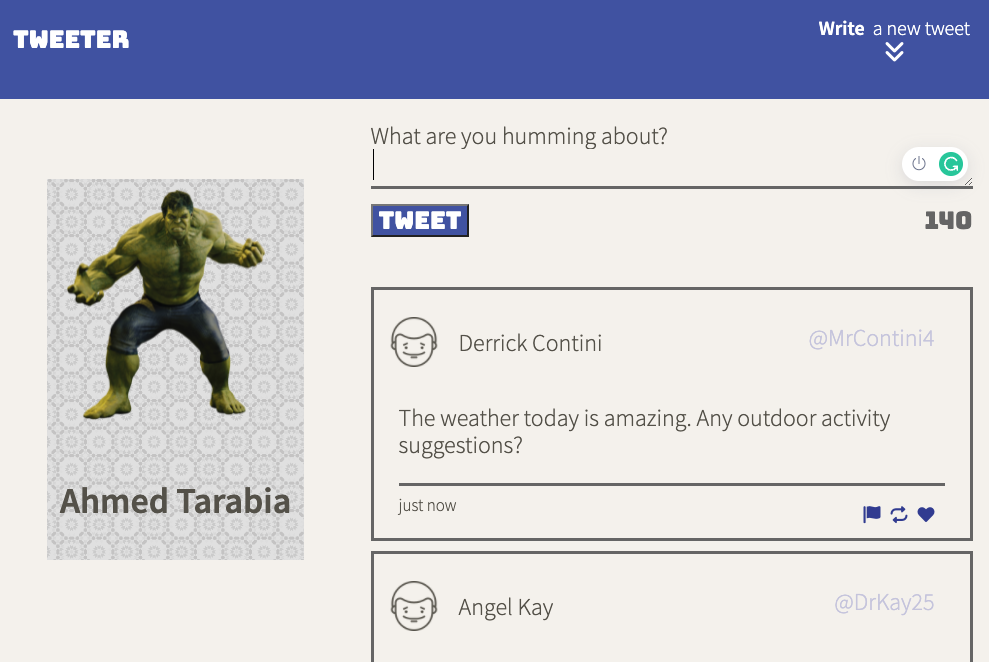 TWEETER
Write a new tweet
What are you humming about?
TWEET
140
Ahmed Tarabia
Derrick Contini
@MrContini4
The weather today is amazing. Any outdoor activity
suggestions?
just now
Angel Kay
@DrKay25